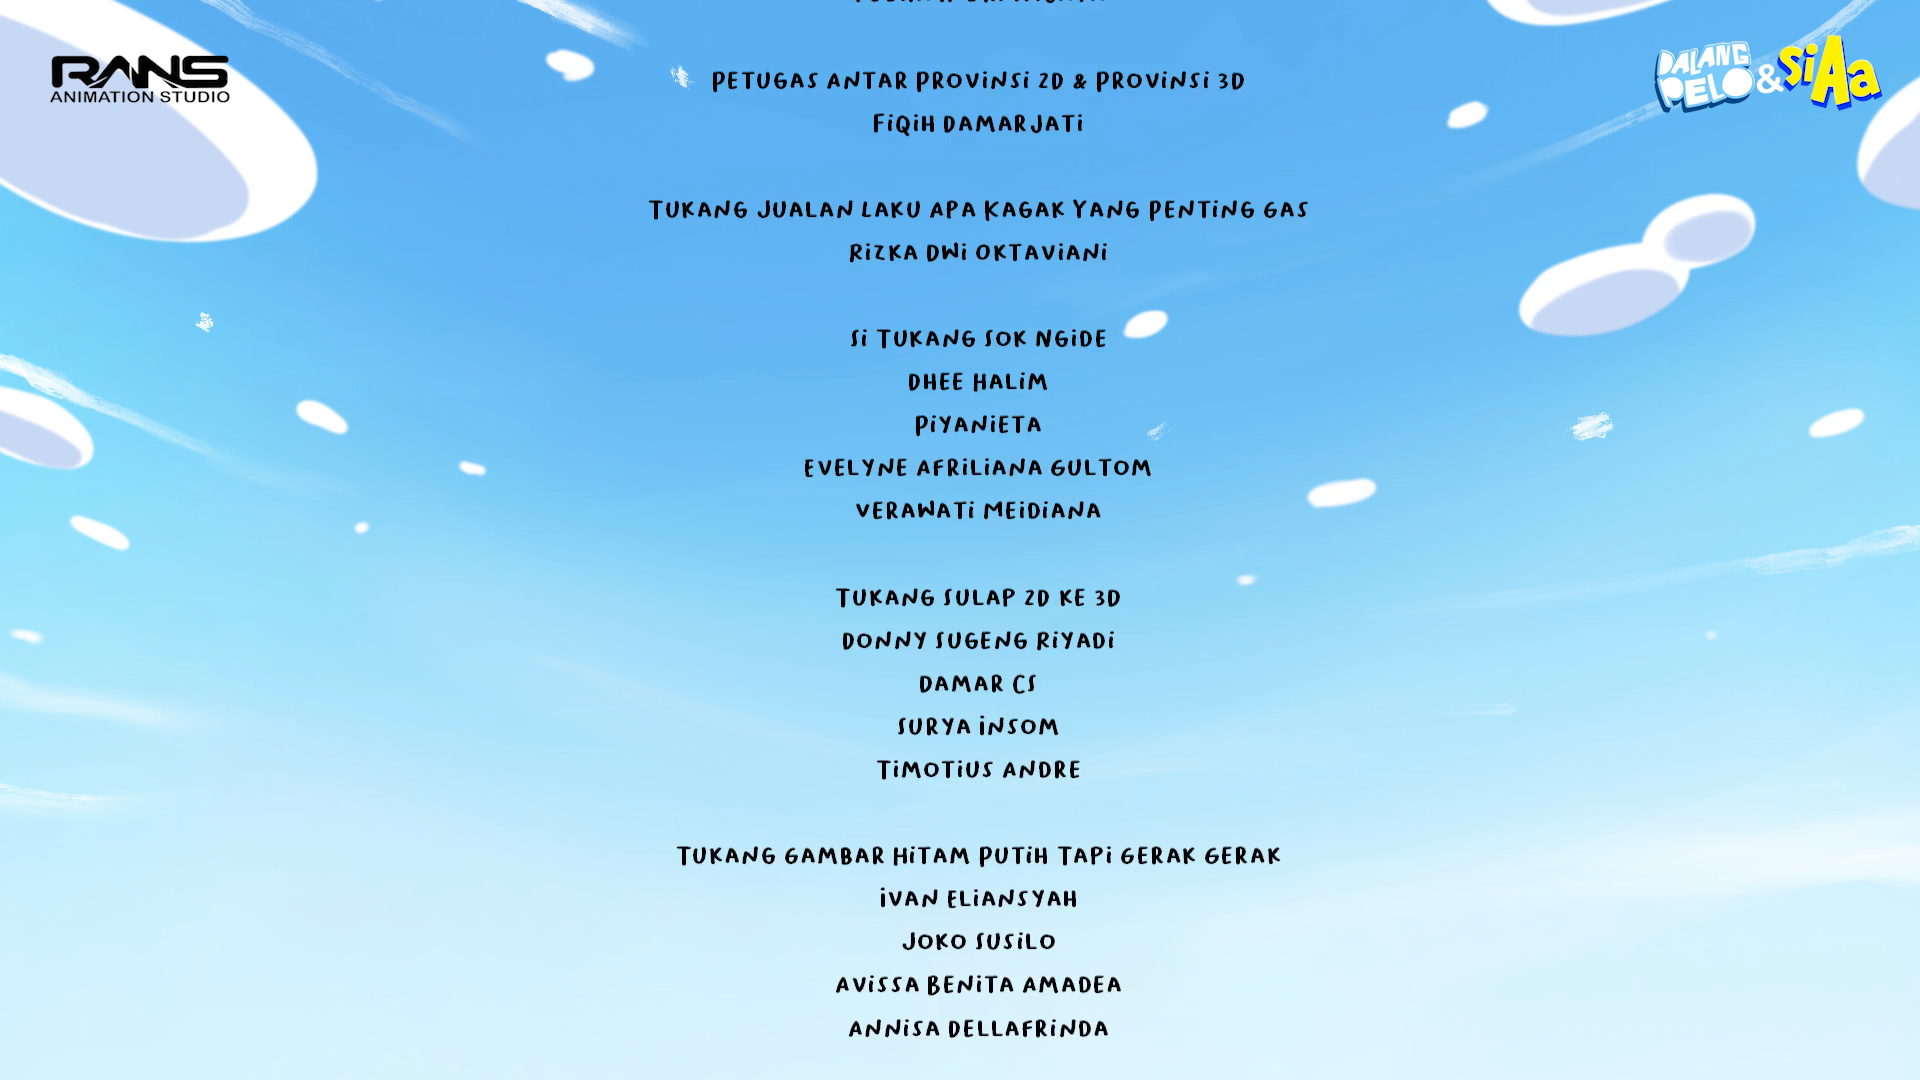 RANS
ANIMATION STUDIO
DALANG PELO & SiAa
PETUGAS ANTAR PROViNSi 2D & PROViNSi 3D
FiQiH DAMARJATi
TUKANG JUALAN LAKU APA KAGAK YANG PENTiNG GAS
RiZKA DWi OKTAViANi
Si TUKANG SOK NGiDE
DHEE HALiM
PiYANiETA
EVELYNE AFRiLiANA GULTOM
VERAWATi MEiDiANA
TUKANG SULAP 2D KE 3D
DONNY SUGENG RiYADi
DAMAR CS
SURYA iNSOM
TiMOTiUS ANDRE
TUKANG GAMBAR HiTAM PUTiH TAPi GERAK GERAK
iVAN ELiANSYAH
JOKO SUSiLO
AViSSA BENiTA AMADEA
ANNiSA DELLAFRiNDA